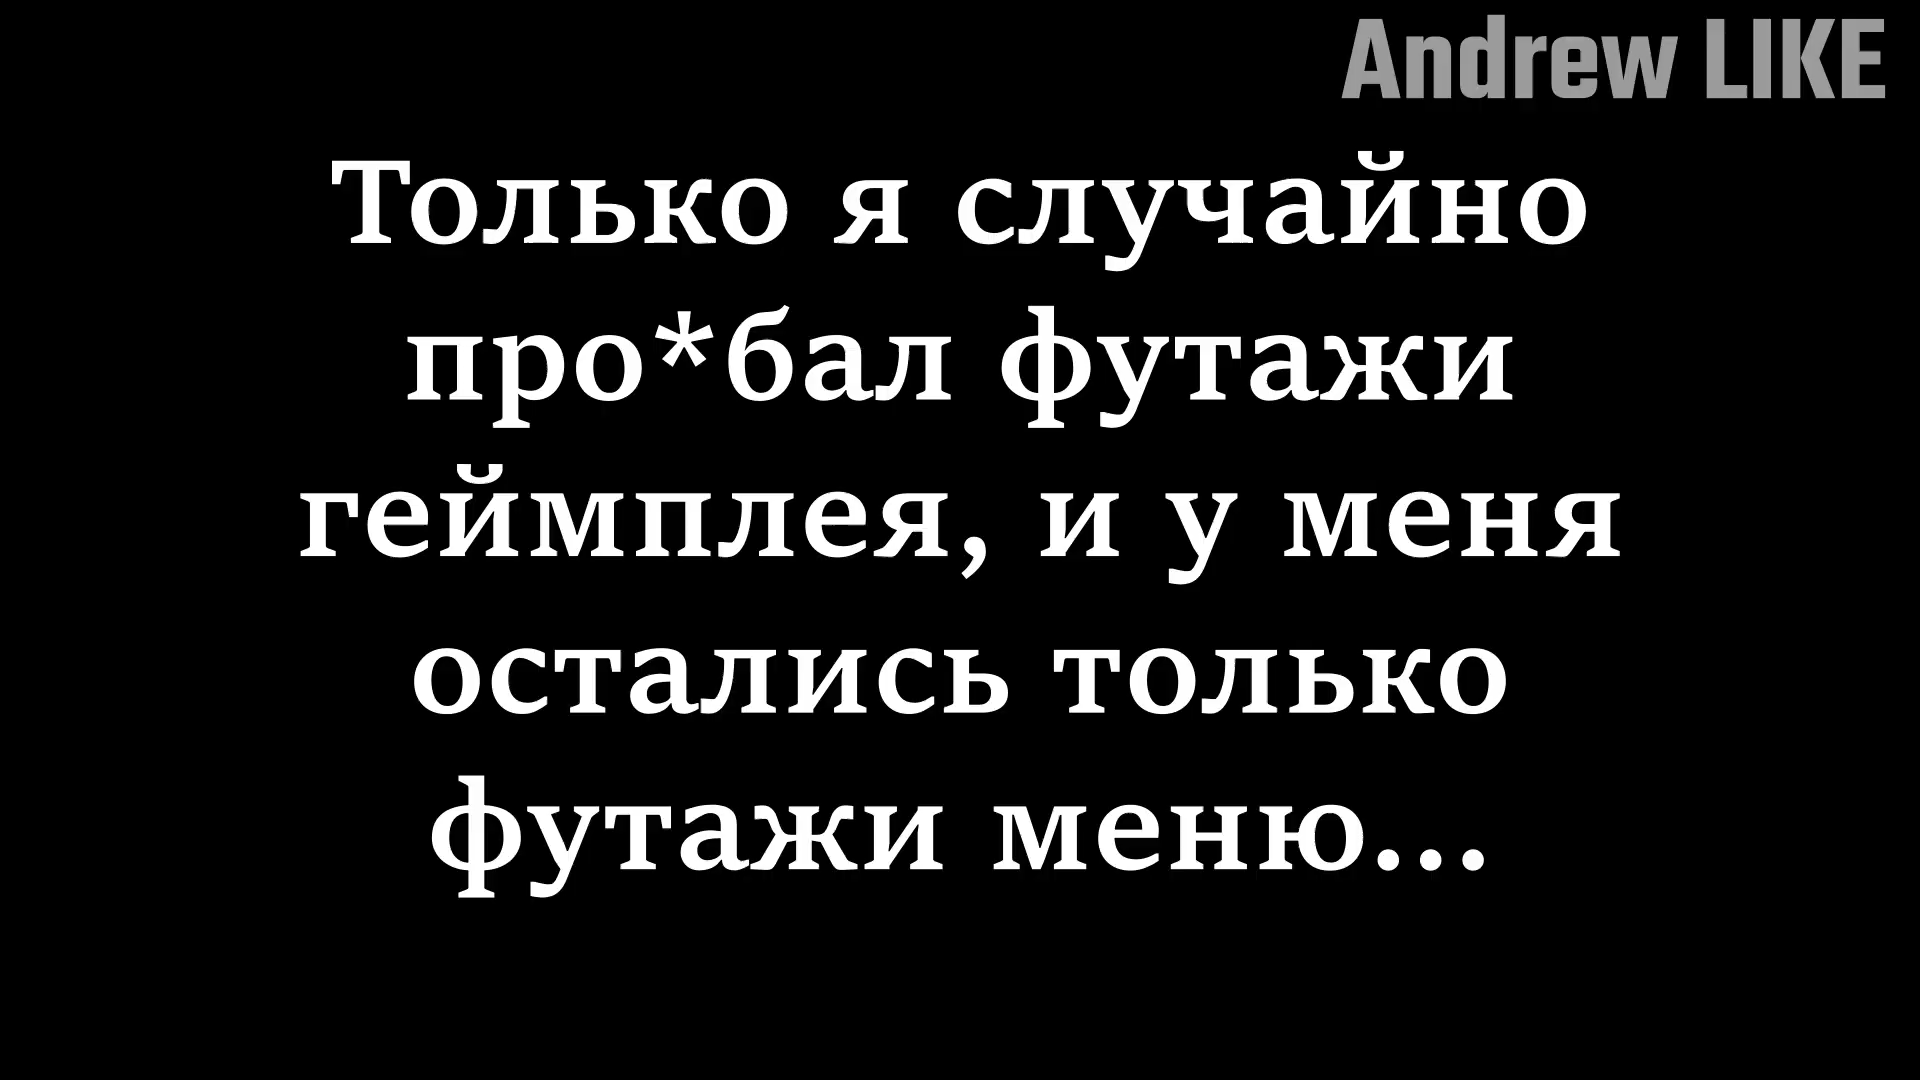 Andrew LIKE
Только я случайно
про*бал футажи
геймплея, и у меня
остались только
футажи меню...